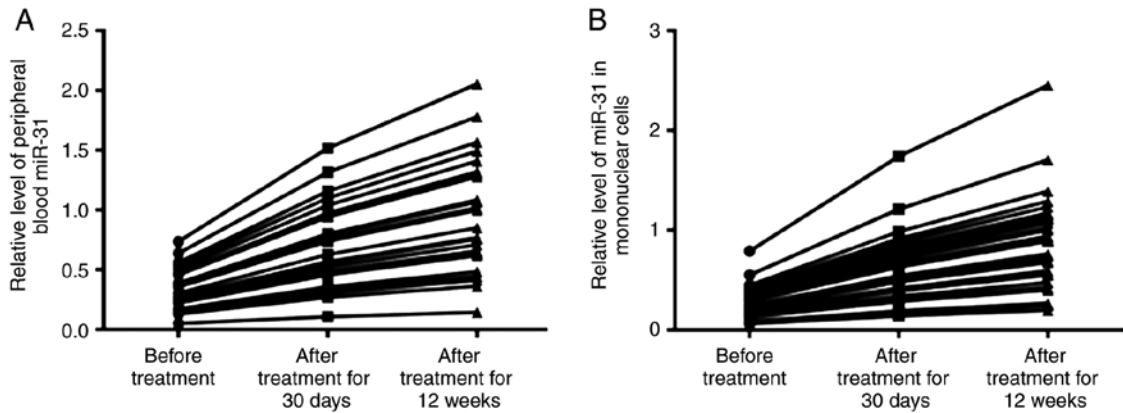 A
Relative level of peripheral
blood miR-31
2.5
2.0
1.5
1.0
0.5
0.0
Before
treatment
After
treatment for
30 days
After
treatment for
12 weeks
B
Relative level of miR-31 in
mononuclear cells
3
2
1
0
Before
treatment
After
treatment for
30 days
After
treatment for
12 weeks